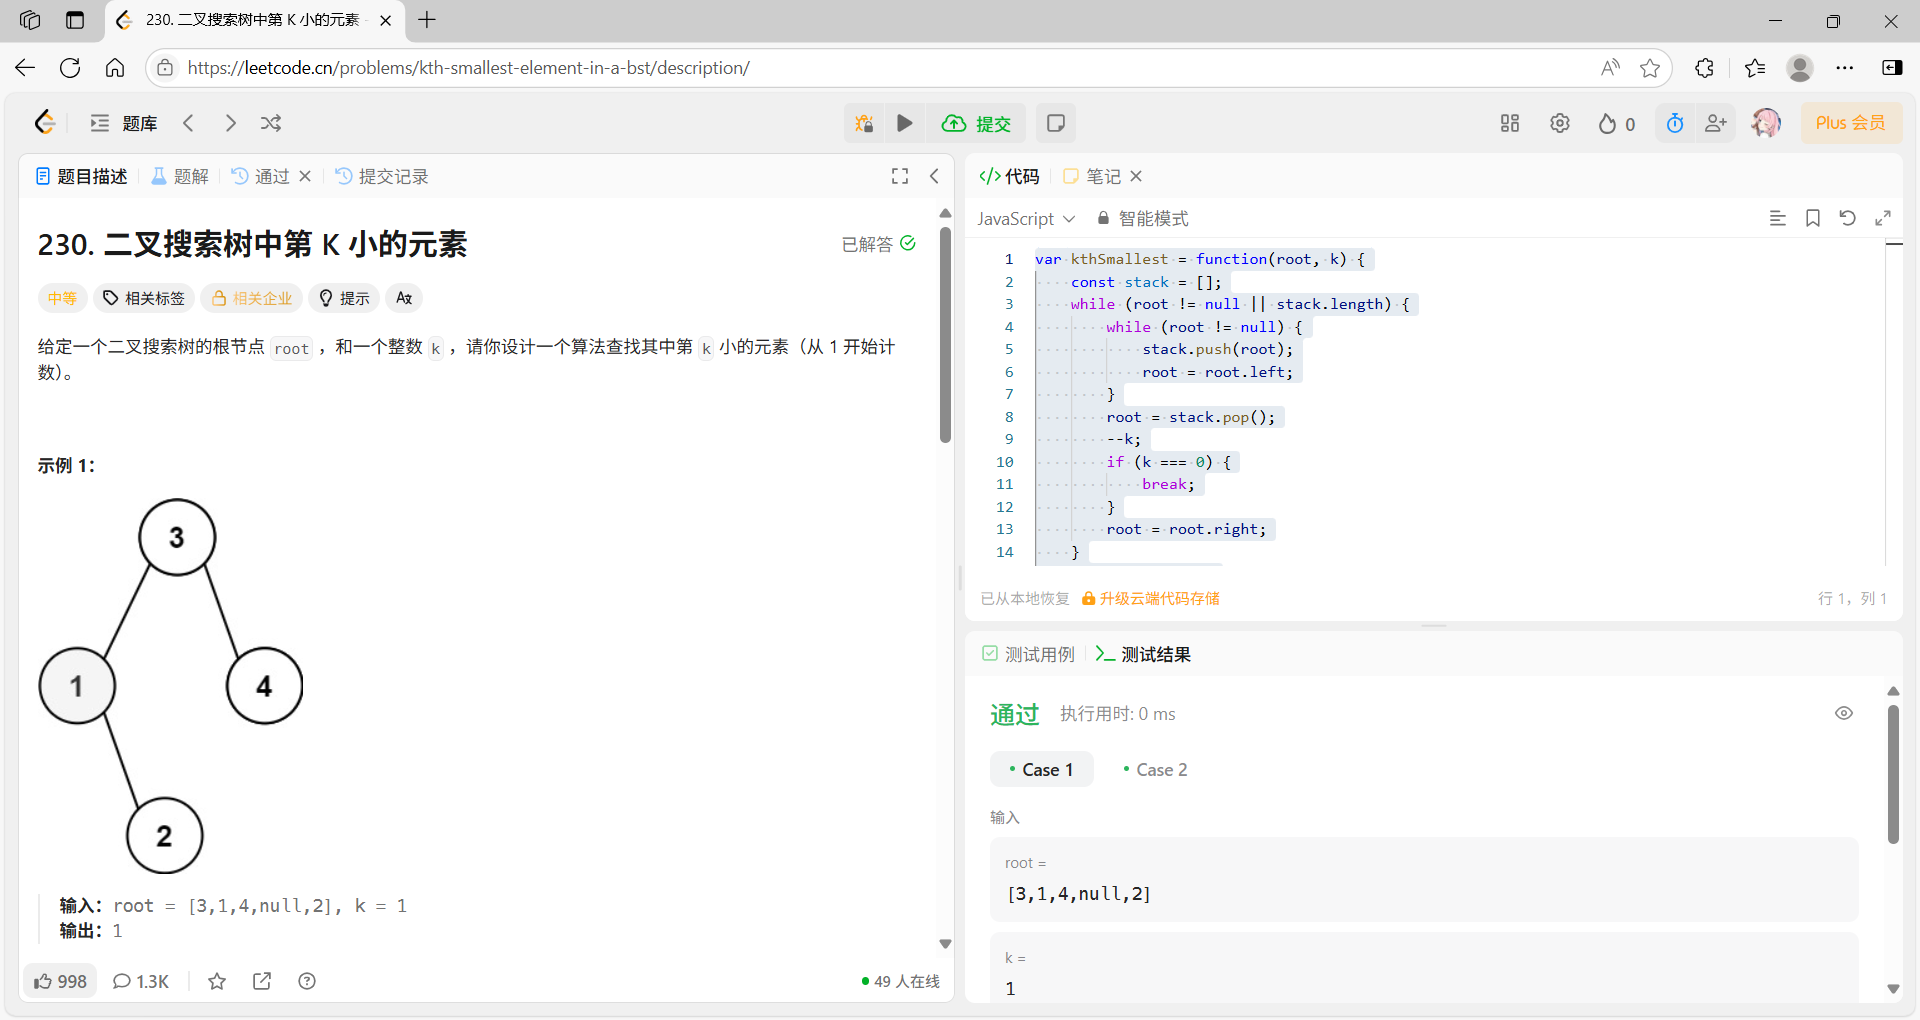 230. 二叉搜索树中第 K 小的元素 -
https://leetcode.cn/problems/kth-smallest-element-in-a-bst/description/
题库
提交
0
Plus 会员
题目描述
题解
通过
提交记录
230. 二叉搜索树中第 K 小的元素
已解答
中等
相关标签
相关企业
提示
给定一个二叉搜索树的根节点 root ，和一个整数 k ，请你设计一个算法查找其中第 k 小的元素（从 1 开始计
数）。
示例 1：
3
1
4
2
输入：root = [3,1,4,null,2], k = 1
输出：1
998
1.3K
49 人在线
</> 代码
笔记
JavaScript
智能模式
1 var kthSmallest = function(root, k) {
2     const stack = [];
3     while (root != null || stack.length) {
4         while (root != null) {
5             stack.push(root);
6             root = root.left;
7         }
8         root = stack.pop();
9         --k;
10         if (k === 0) {
11             break;
12         }
13         root = root.right;
14     }
已从本地恢复
升级云端代码存储
行 1，列 1
测试用例
测试结果
通过
执行用时: 0 ms
Case 1
Case 2
输入
root =
[3,1,4,null,2]
k =
1